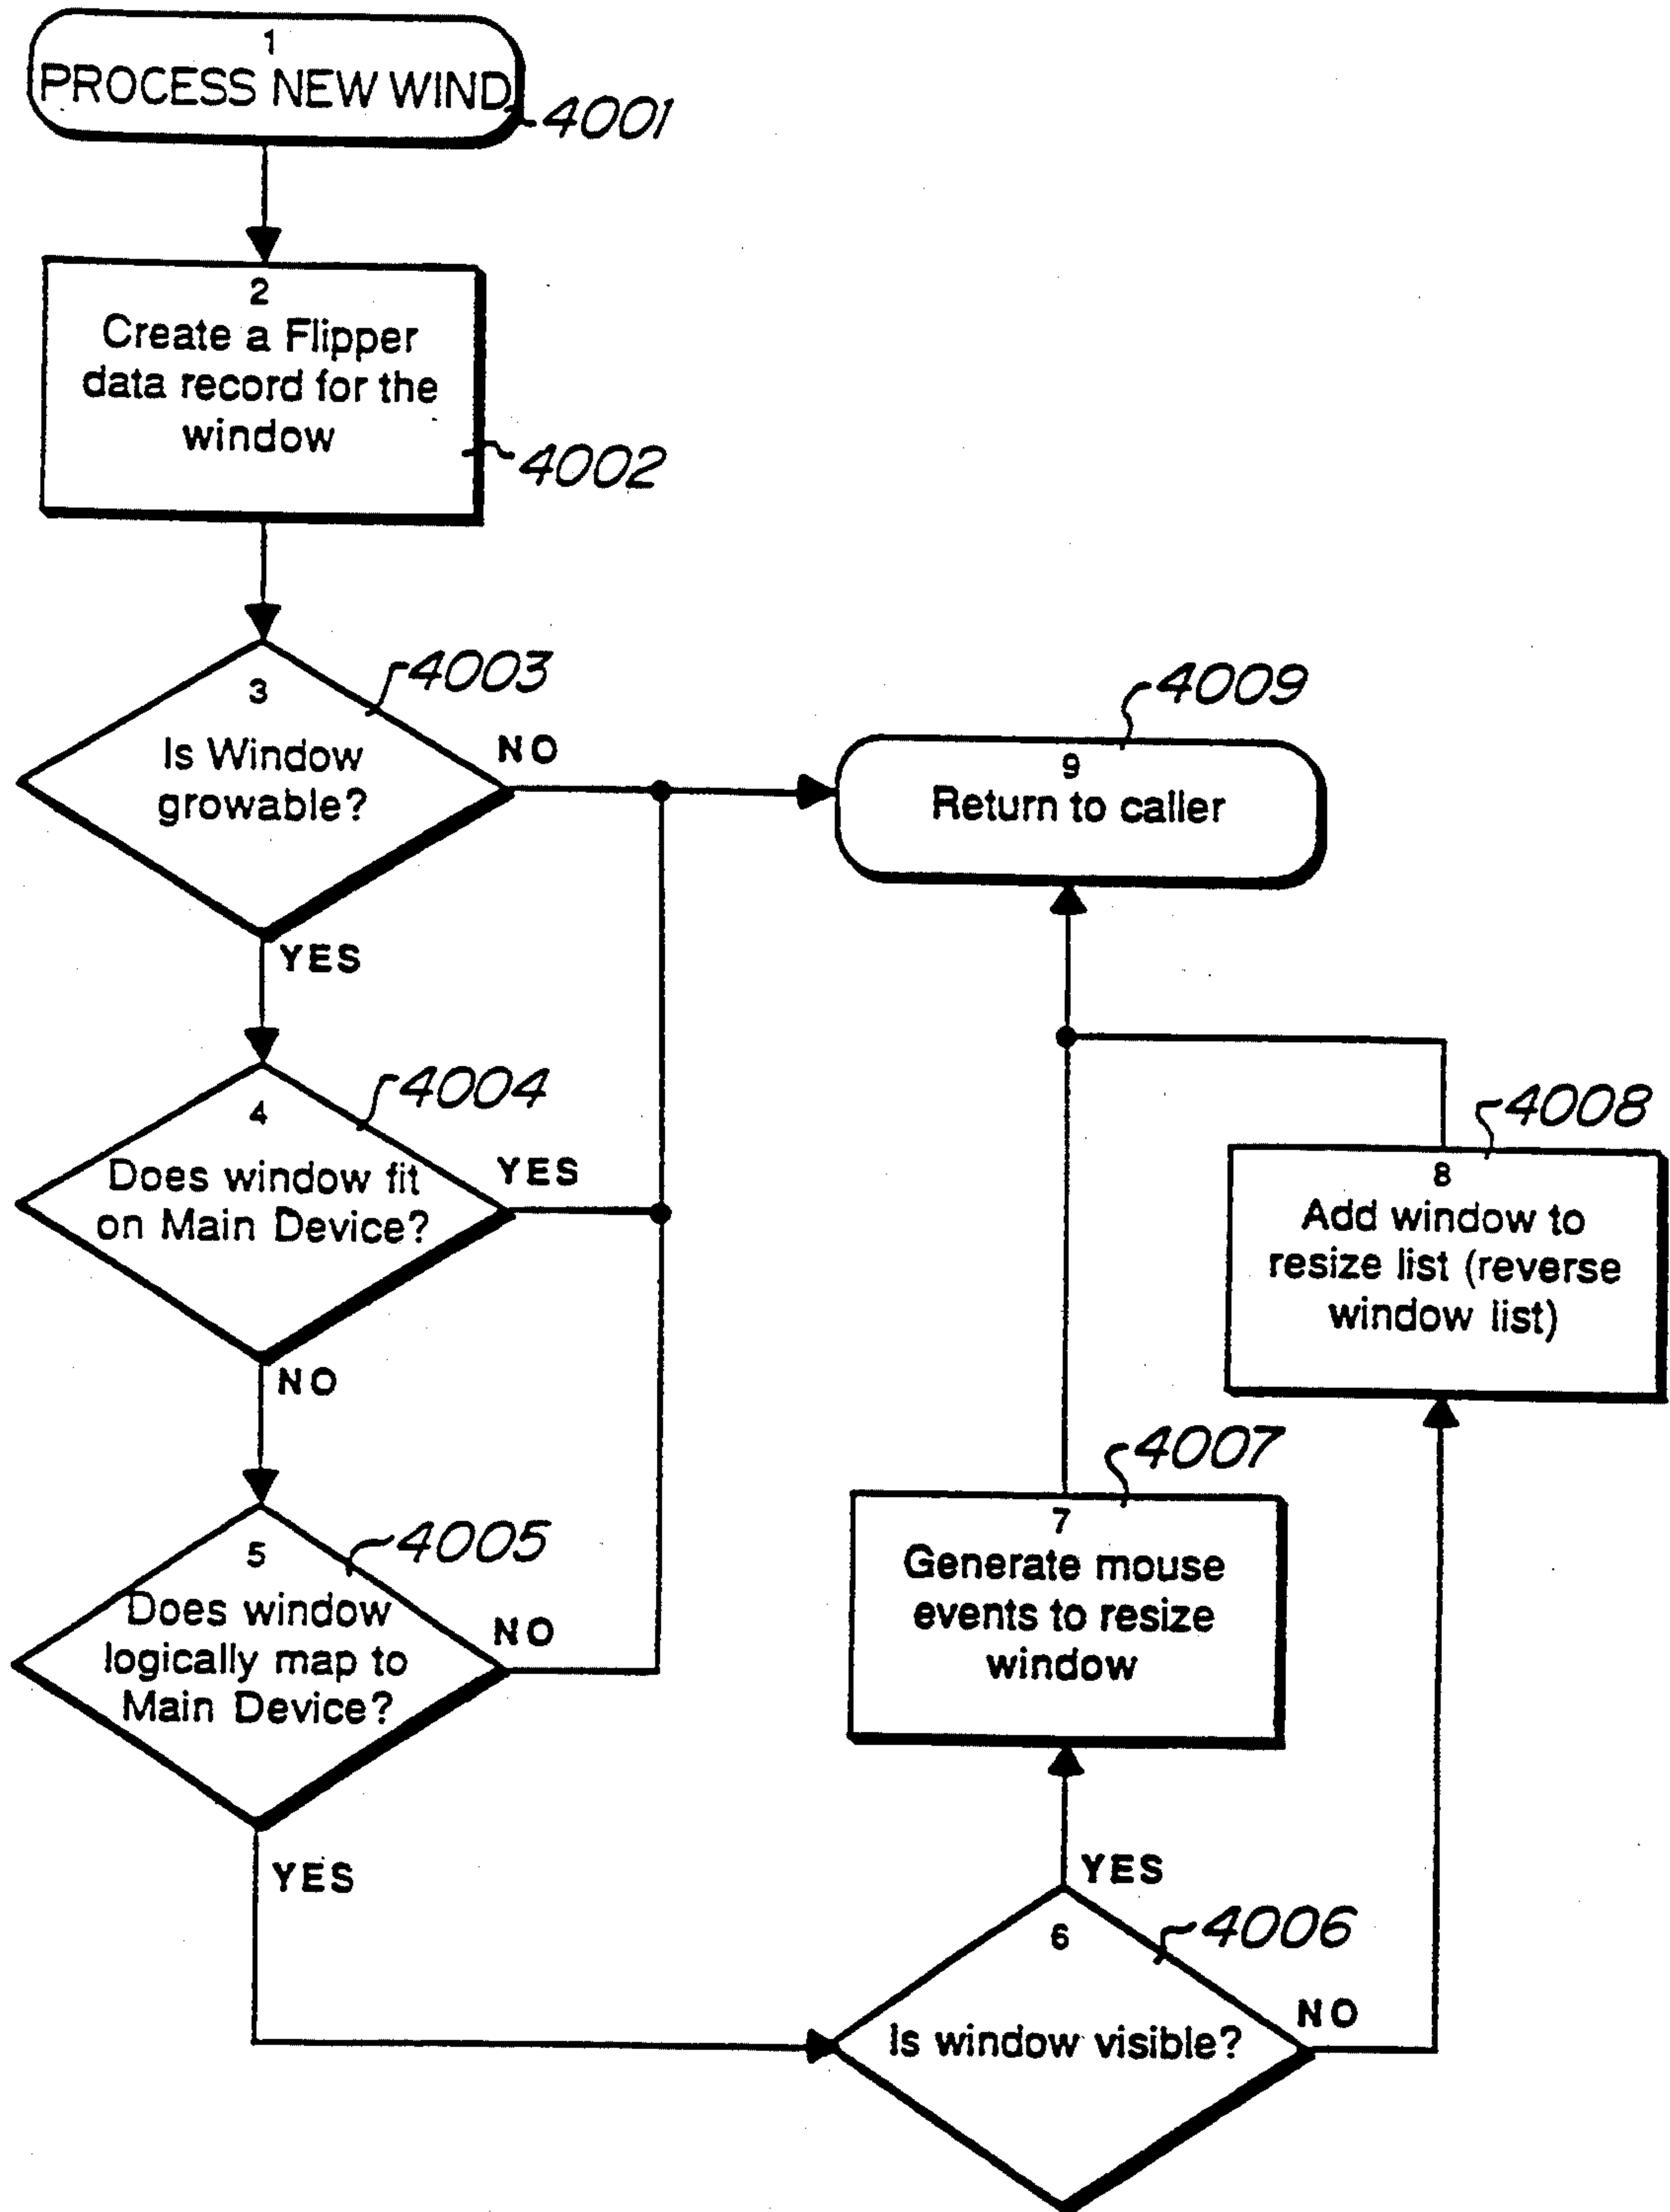 1
PROCESS NEW WIND
4001
2
Create a Flipper
data record for the
window
4002
3
Is Window
growable?
4003
NO
YES
4009
9
Return to caller
4
Does window fit
on Main Device?
4004
YES
NO
4008
8
Add window to
resize list (reverse
window list)
5
Does window
logically map to
Main Device?
4005
NO
YES
4007
7
Generate mouse
events to resize
window
YES
6
Is window visible?
4006
NO